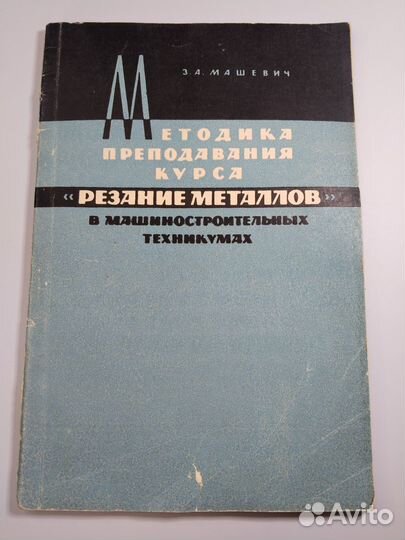 З. А. МАШЕВИЧ
МЕТОДИКА
ПРЕПОДАВАНИЯ
КУРСА
«РЕЗАНИЕ МЕТАЛЛОВ»
В МАШИНОСТРОИТЕЛЬНЫХ
ТЕХНИКУМАХ
Avito